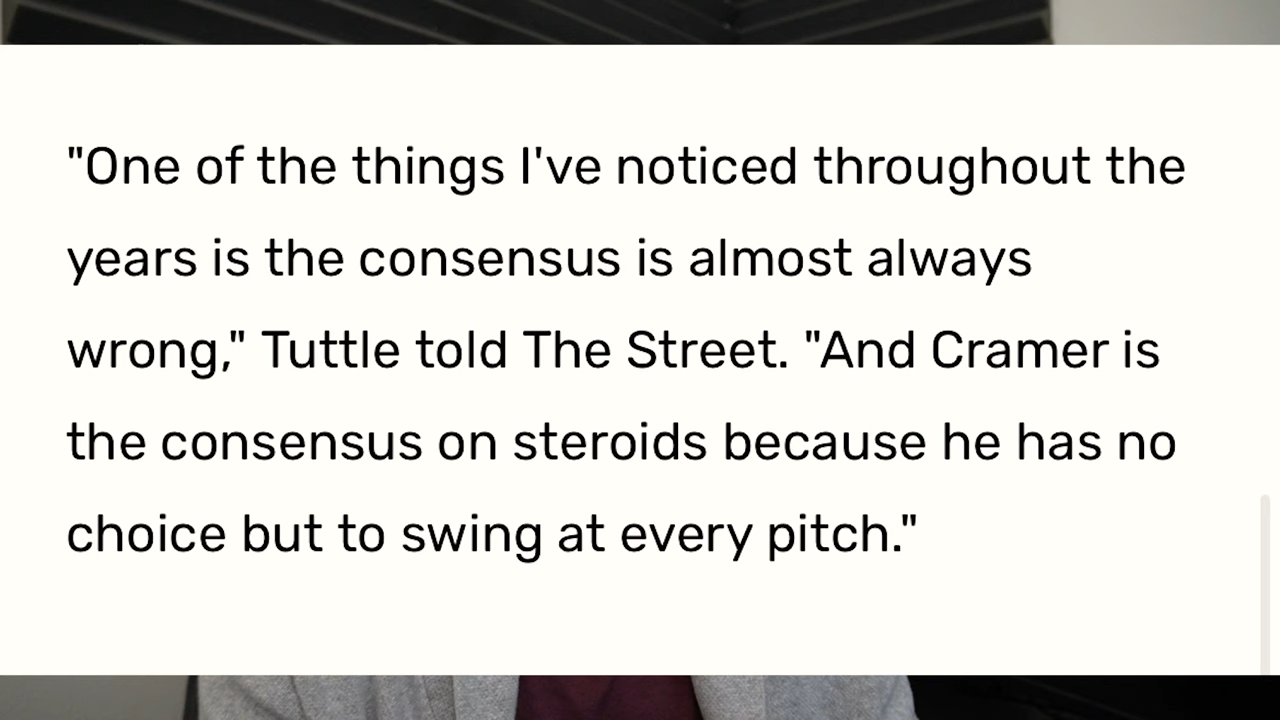 "One of the things I've noticed throughout the
years is the consensus is almost always
wrong," Tuttle told The Street. "And Cramer is
the consensus on steroids because he has no
choice but to swing at every pitch."